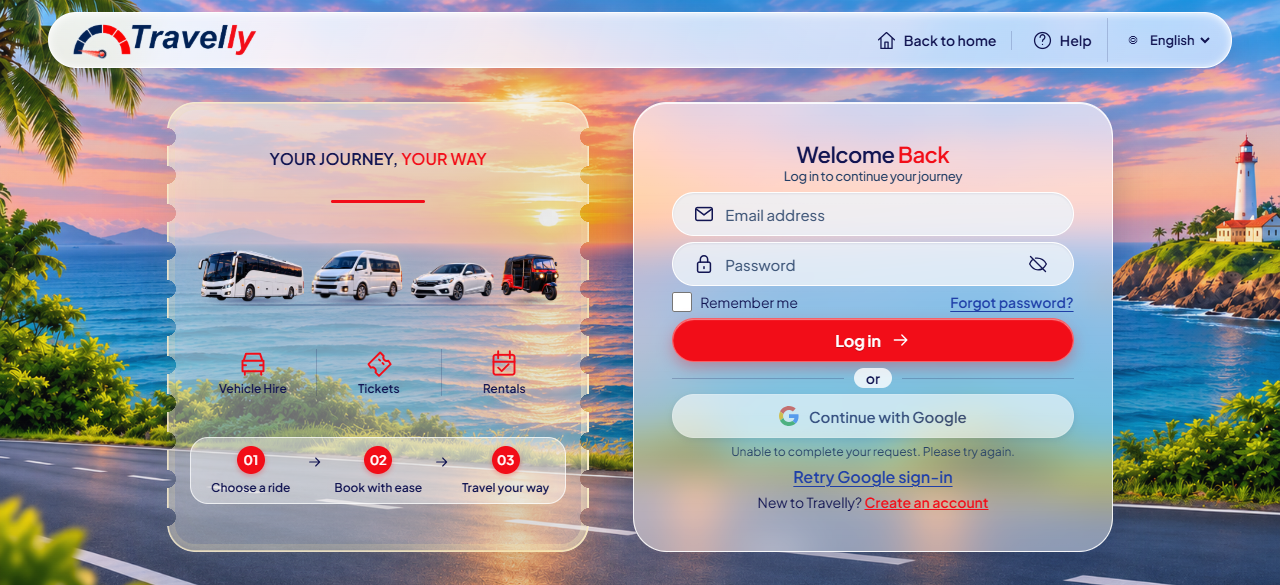 Travelly
Back to home
Help
English
YOUR JOURNEY, YOUR WAY
Vehicle Hire
Tickets
Rentals
01
02
03
Choose a ride
Book with ease
Travel your way
Welcome Back
Log in to continue your journey
Email address
Password
Remember me
Forgot password?
Log in
or
Continue with Google
Unable to complete your request. Please try again.
Retry Google sign-in
New to Travelly? Create an account